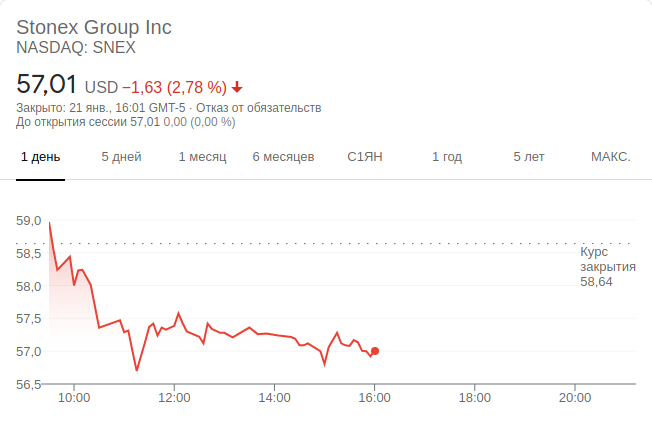 Stonex Group Inc
NASDAQ: SNEX
57,01 USD −1,63 (2,78 %)
Закрыто: 21 янв., 16:01 GMT-5 · Отказ от обязательств
До открытия сессии 57,01 0,00 (0,00 %)
1 день 5 дней 1 месяц 6 месяцев С1ЯН 1 год 5 лет МАКС.
59,0
58,5
58,0
57,5
57,0
56,5
Курс
закрытия
58,64
10:00 12:00 14:00 16:00 18:00 20:00